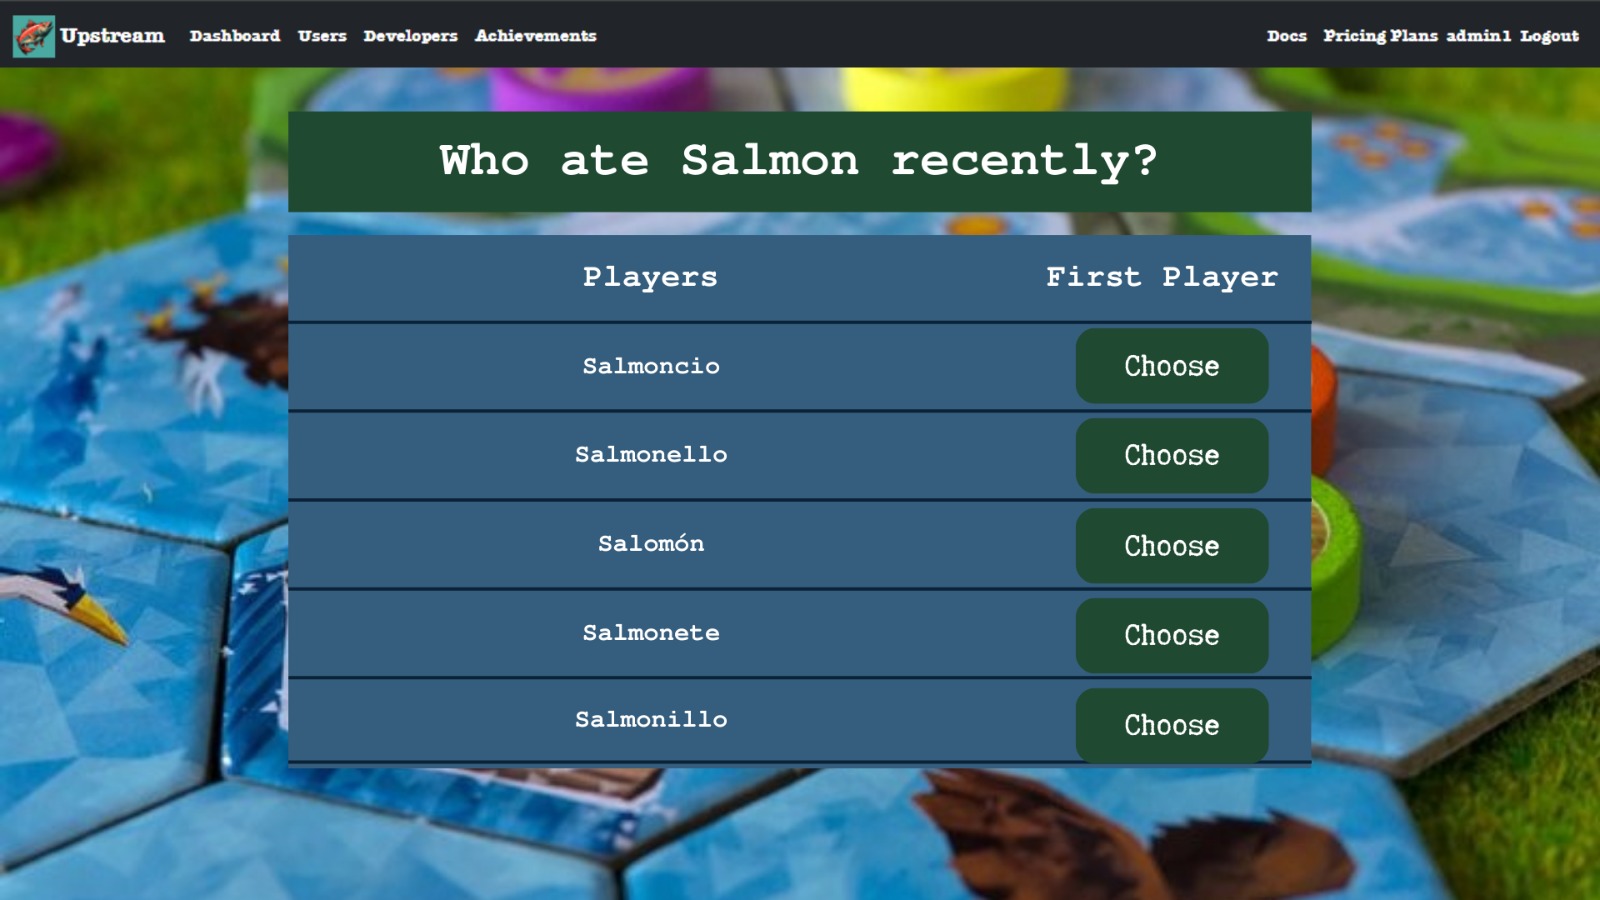 Upstream Dashboard Users Developers Achievements Docs Pricing Plans admin1 Logout
Who ate Salmon recently?
Players First Player
Salmoncio Choose
Salmonello Choose
Salomón Choose
Salmonete Choose
Salmonillo Choose